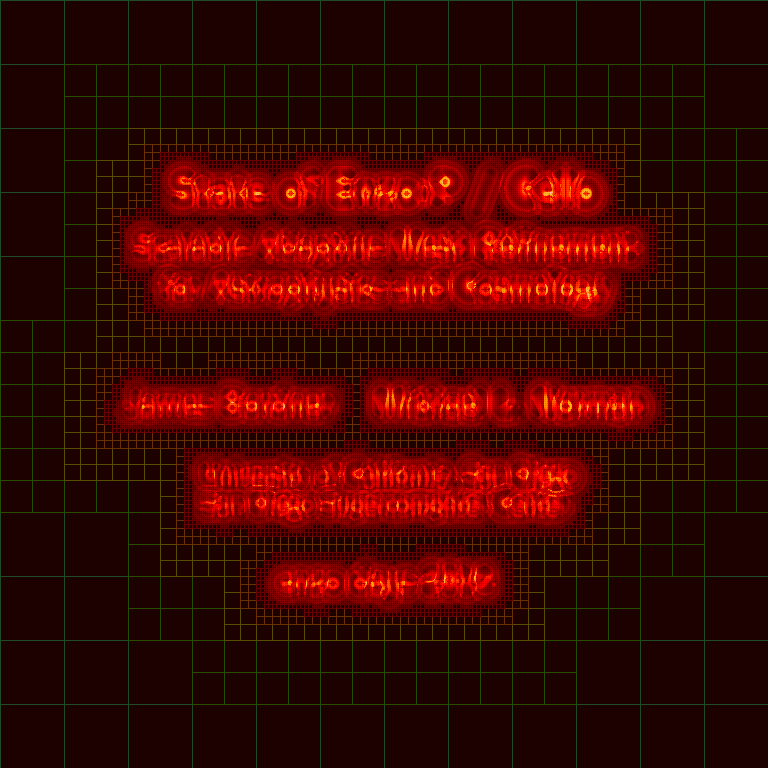 State of Enzo-P // Cello
Scalable Adaptive Mesh Refinement
for Astrophysics and Cosmology
James Bordner Michael L. Norman
University of California, San Diego
San Diego Supercomputer Center